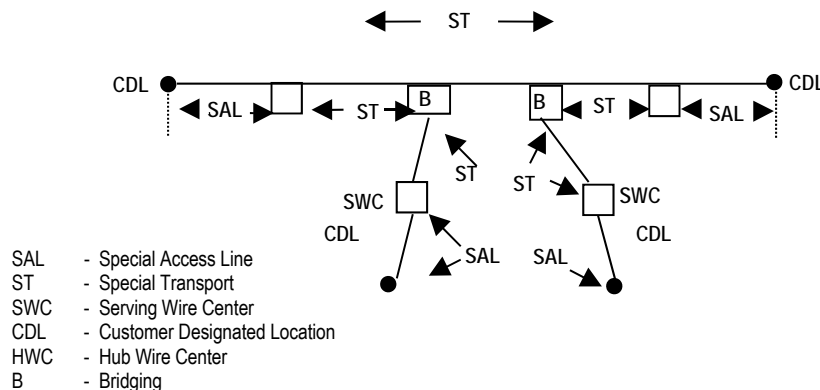 ST
CDL
CDL
B
B
SAL
ST
ST
SAL
ST
ST
SWC
SWC
CDL
CDL
SAL
SAL
SAL - Special Access Line
ST - Special Transport
SWC - Serving Wire Center
CDL - Customer Designated Location
HWC - Hub Wire Center
B - Bridging